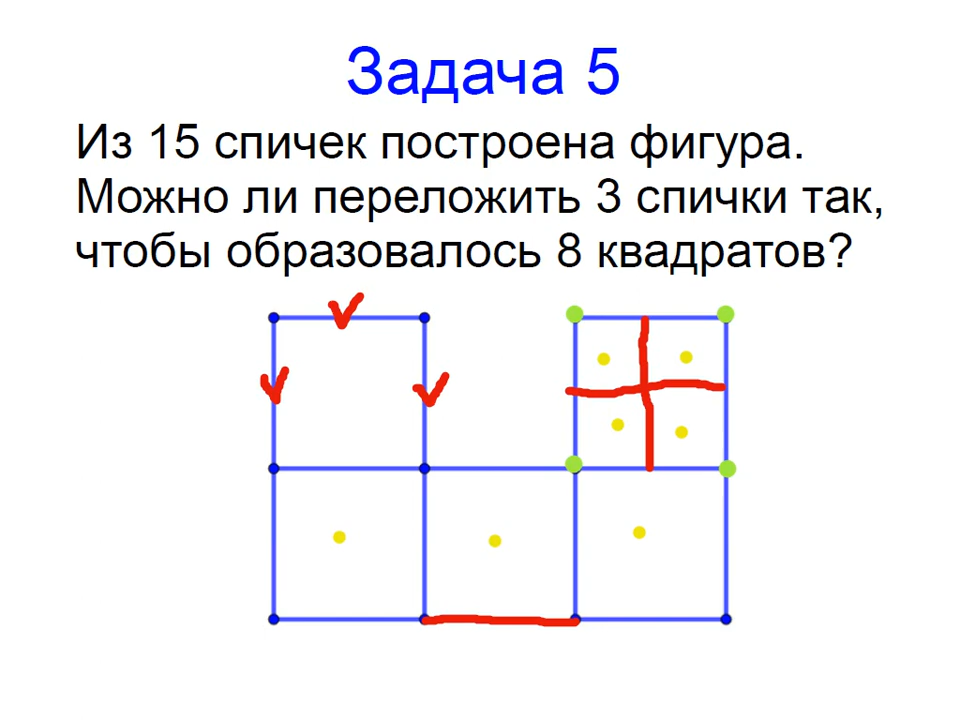 Задача 5
Из 15 спичек построена фигура.
Можно ли переложить 3 спички так,
чтобы образовалось 8 квадратов?